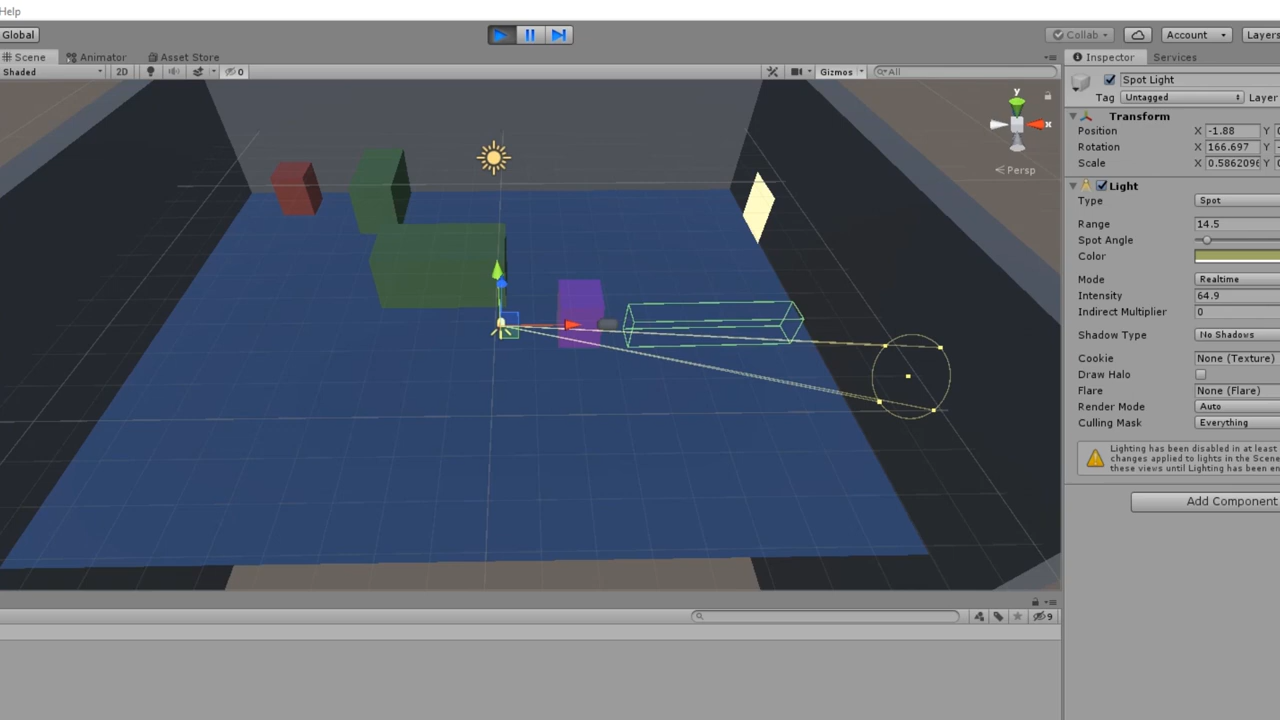 Help
Global
Collab
Account
Layers
Scene
Animator
Asset Store
Inspector
Services
Shaded
2D
0
Gizmos
All
Spot Light
Tag Untagged Layer
y
x
Persp
Transform
Position X -1.88 Y
Rotation X 166.697 Y
Scale X 0.586209 Y
Light
Type Spot
Range 14.5
Spot Angle
Color
Mode Realtime
Intensity 64.9
Indirect Multiplier 0
Shadow Type No Shadows
Cookie None (Texture)
Draw Halo
Flare None (Flare)
Render Mode Auto
Culling Mask Everything
Lighting has been disabled in at least
changes applied to lights in the Scene
these views until Lighting has been en
Add Component
9